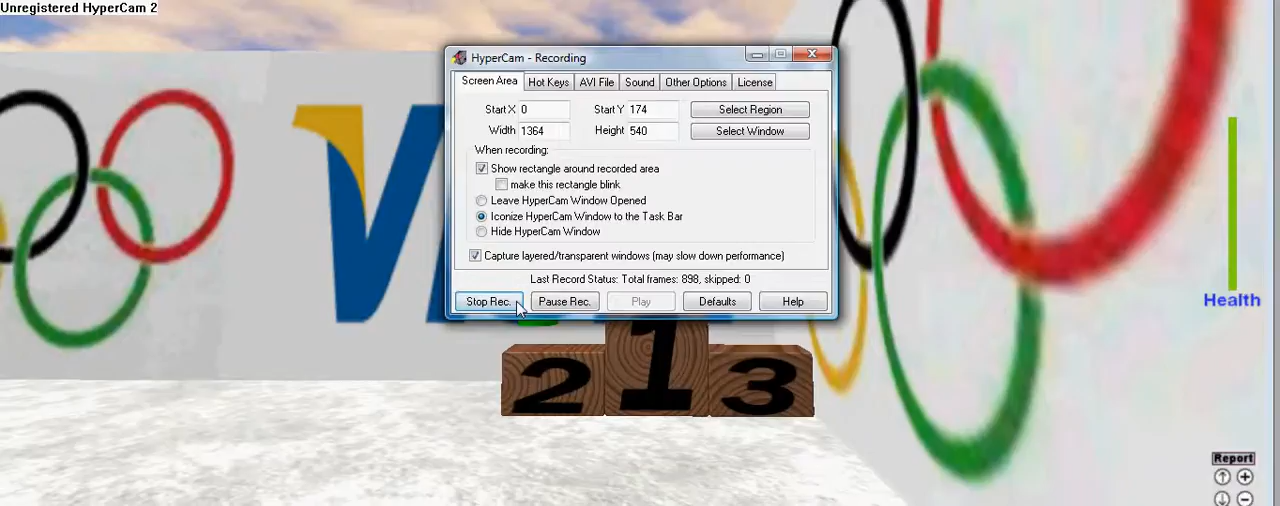 Unregistered HyperCam 2
HyperCam - Recording
Screen Area Hot Keys AVI File Sound Other Options License
Start X 0 Start Y 174 Select Region
Width 1364 Height 540 Select Window
When recording:
Show rectangle around recorded area
make this rectangle blink
Leave HyperCam Window Opened
Iconize HyperCam Window to the Task Bar
Hide HyperCam Window
Capture layered/transparent windows (may slow down performance)
Last Record Status: Total frames: 898, skipped: 0
Stop Rec. Pause Rec. Play Defaults Help
Health
2 1 3
Report